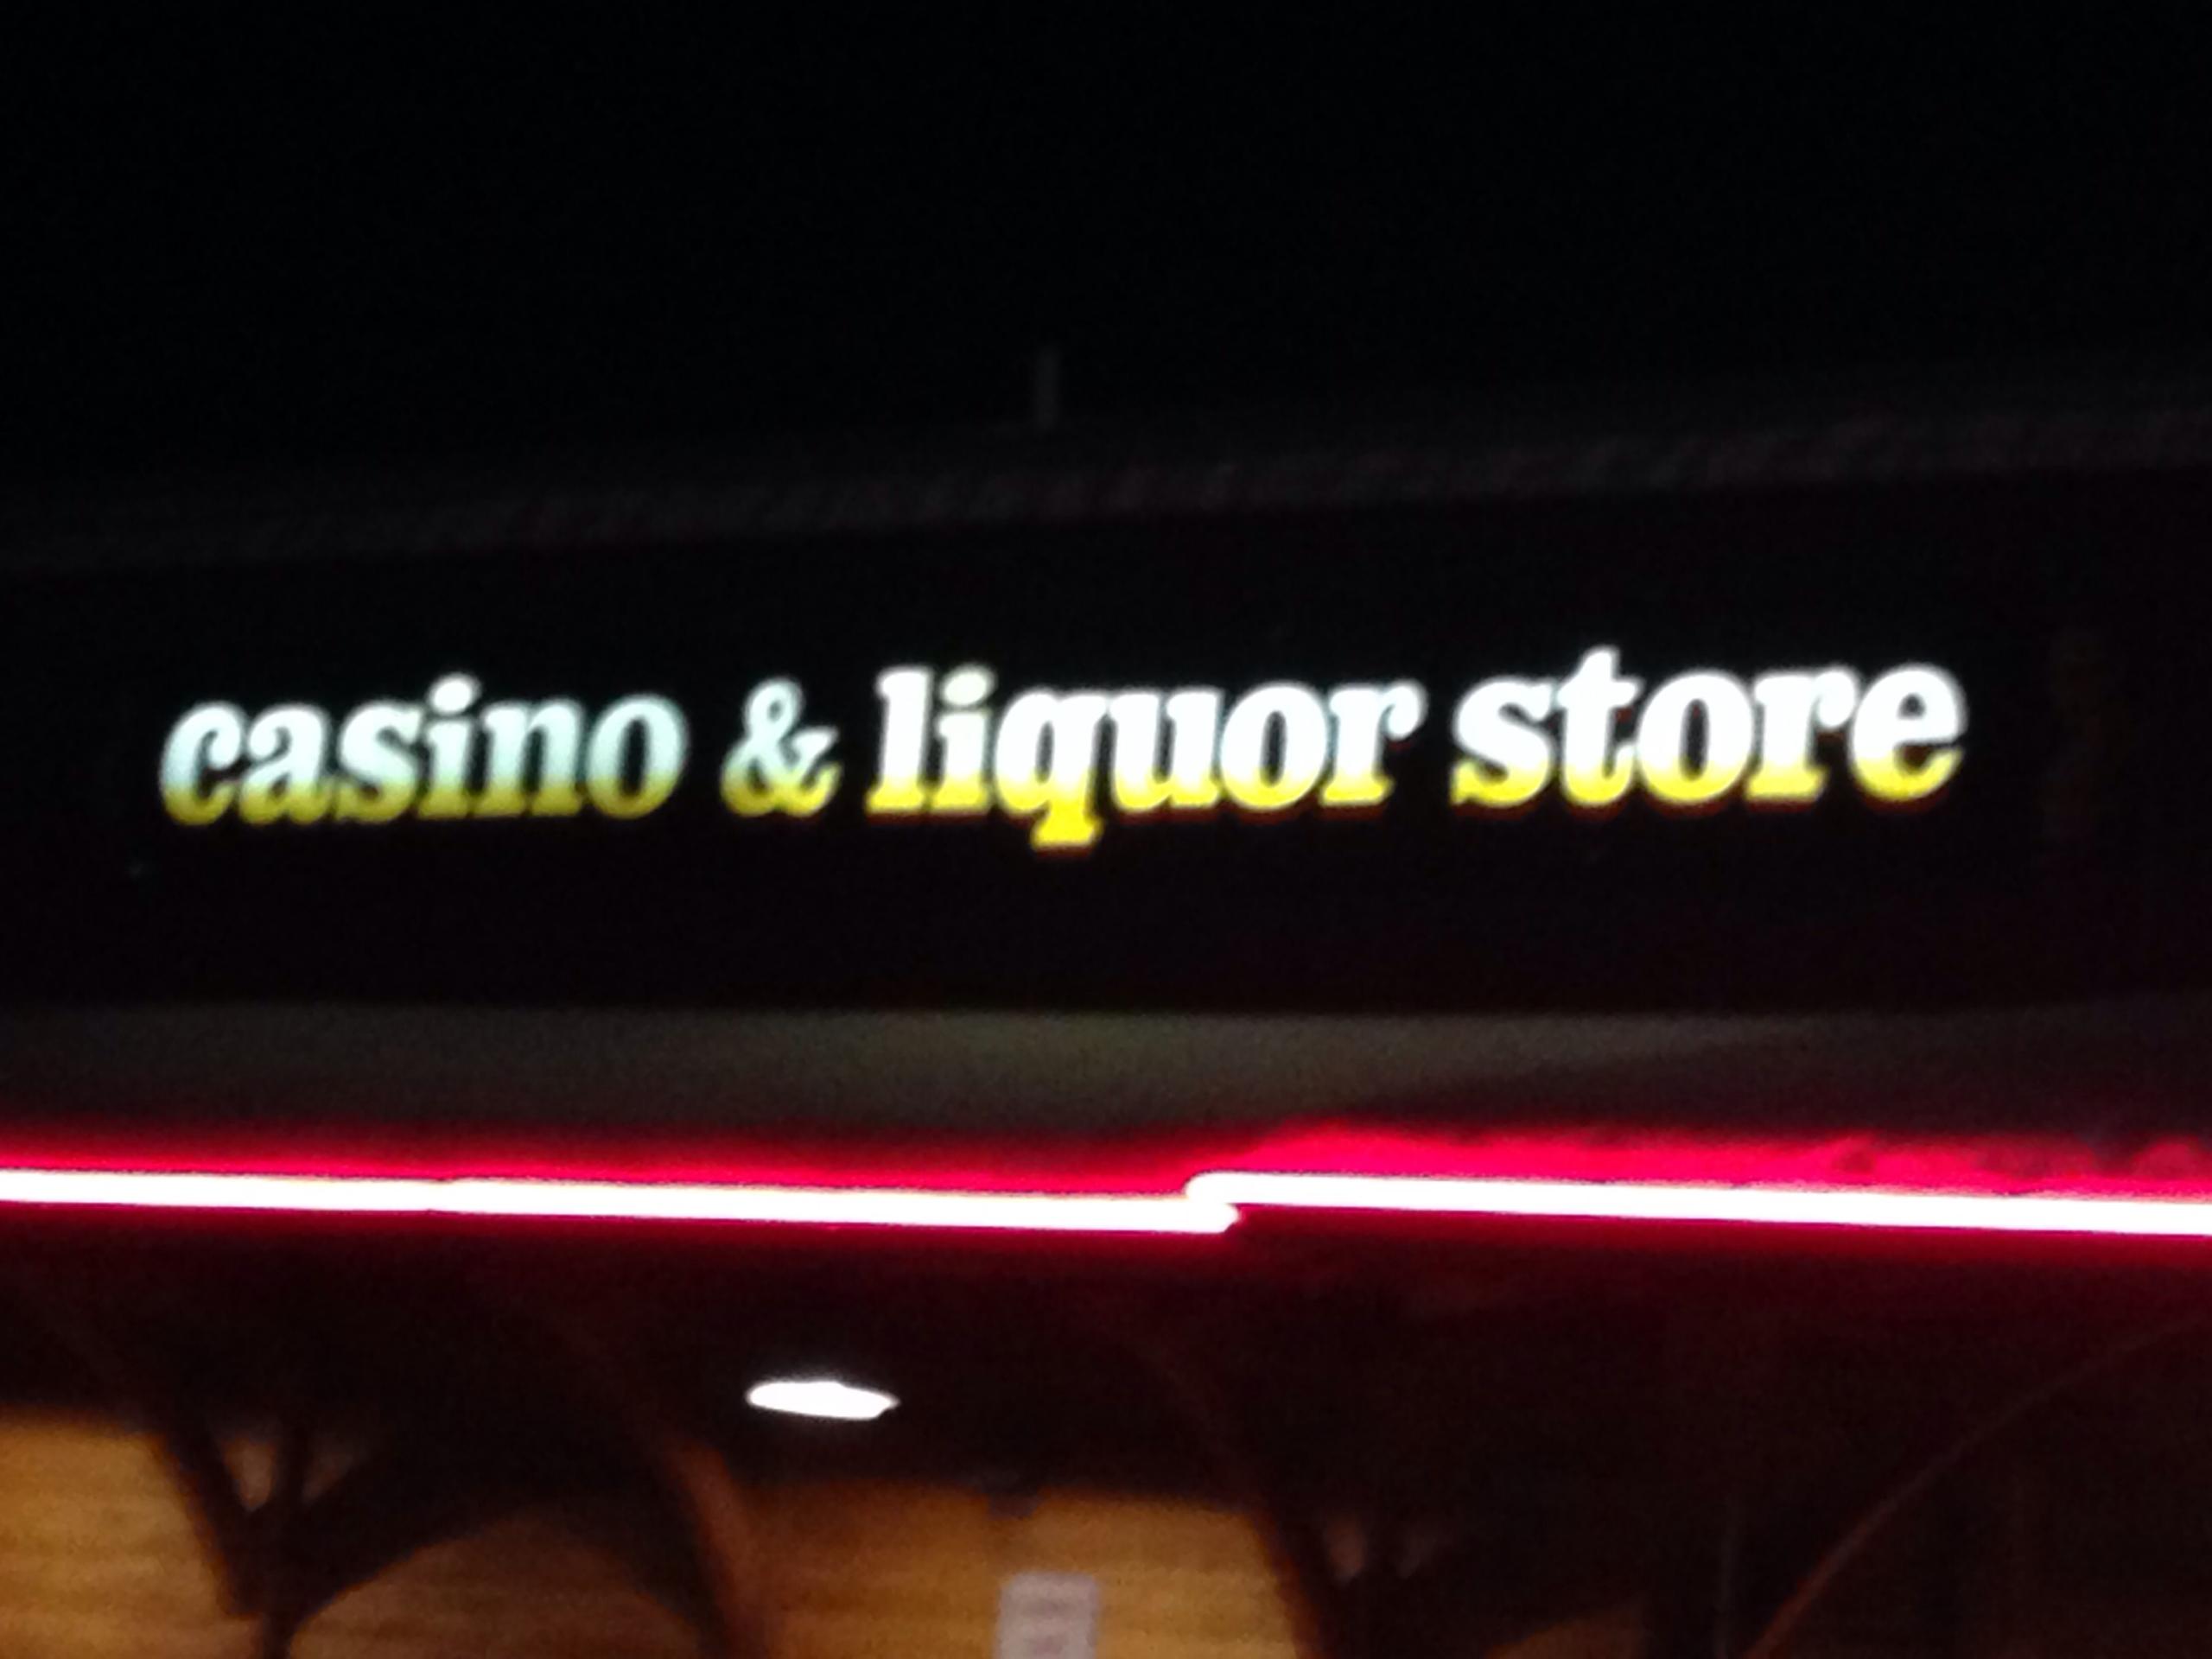 casino & liquor store